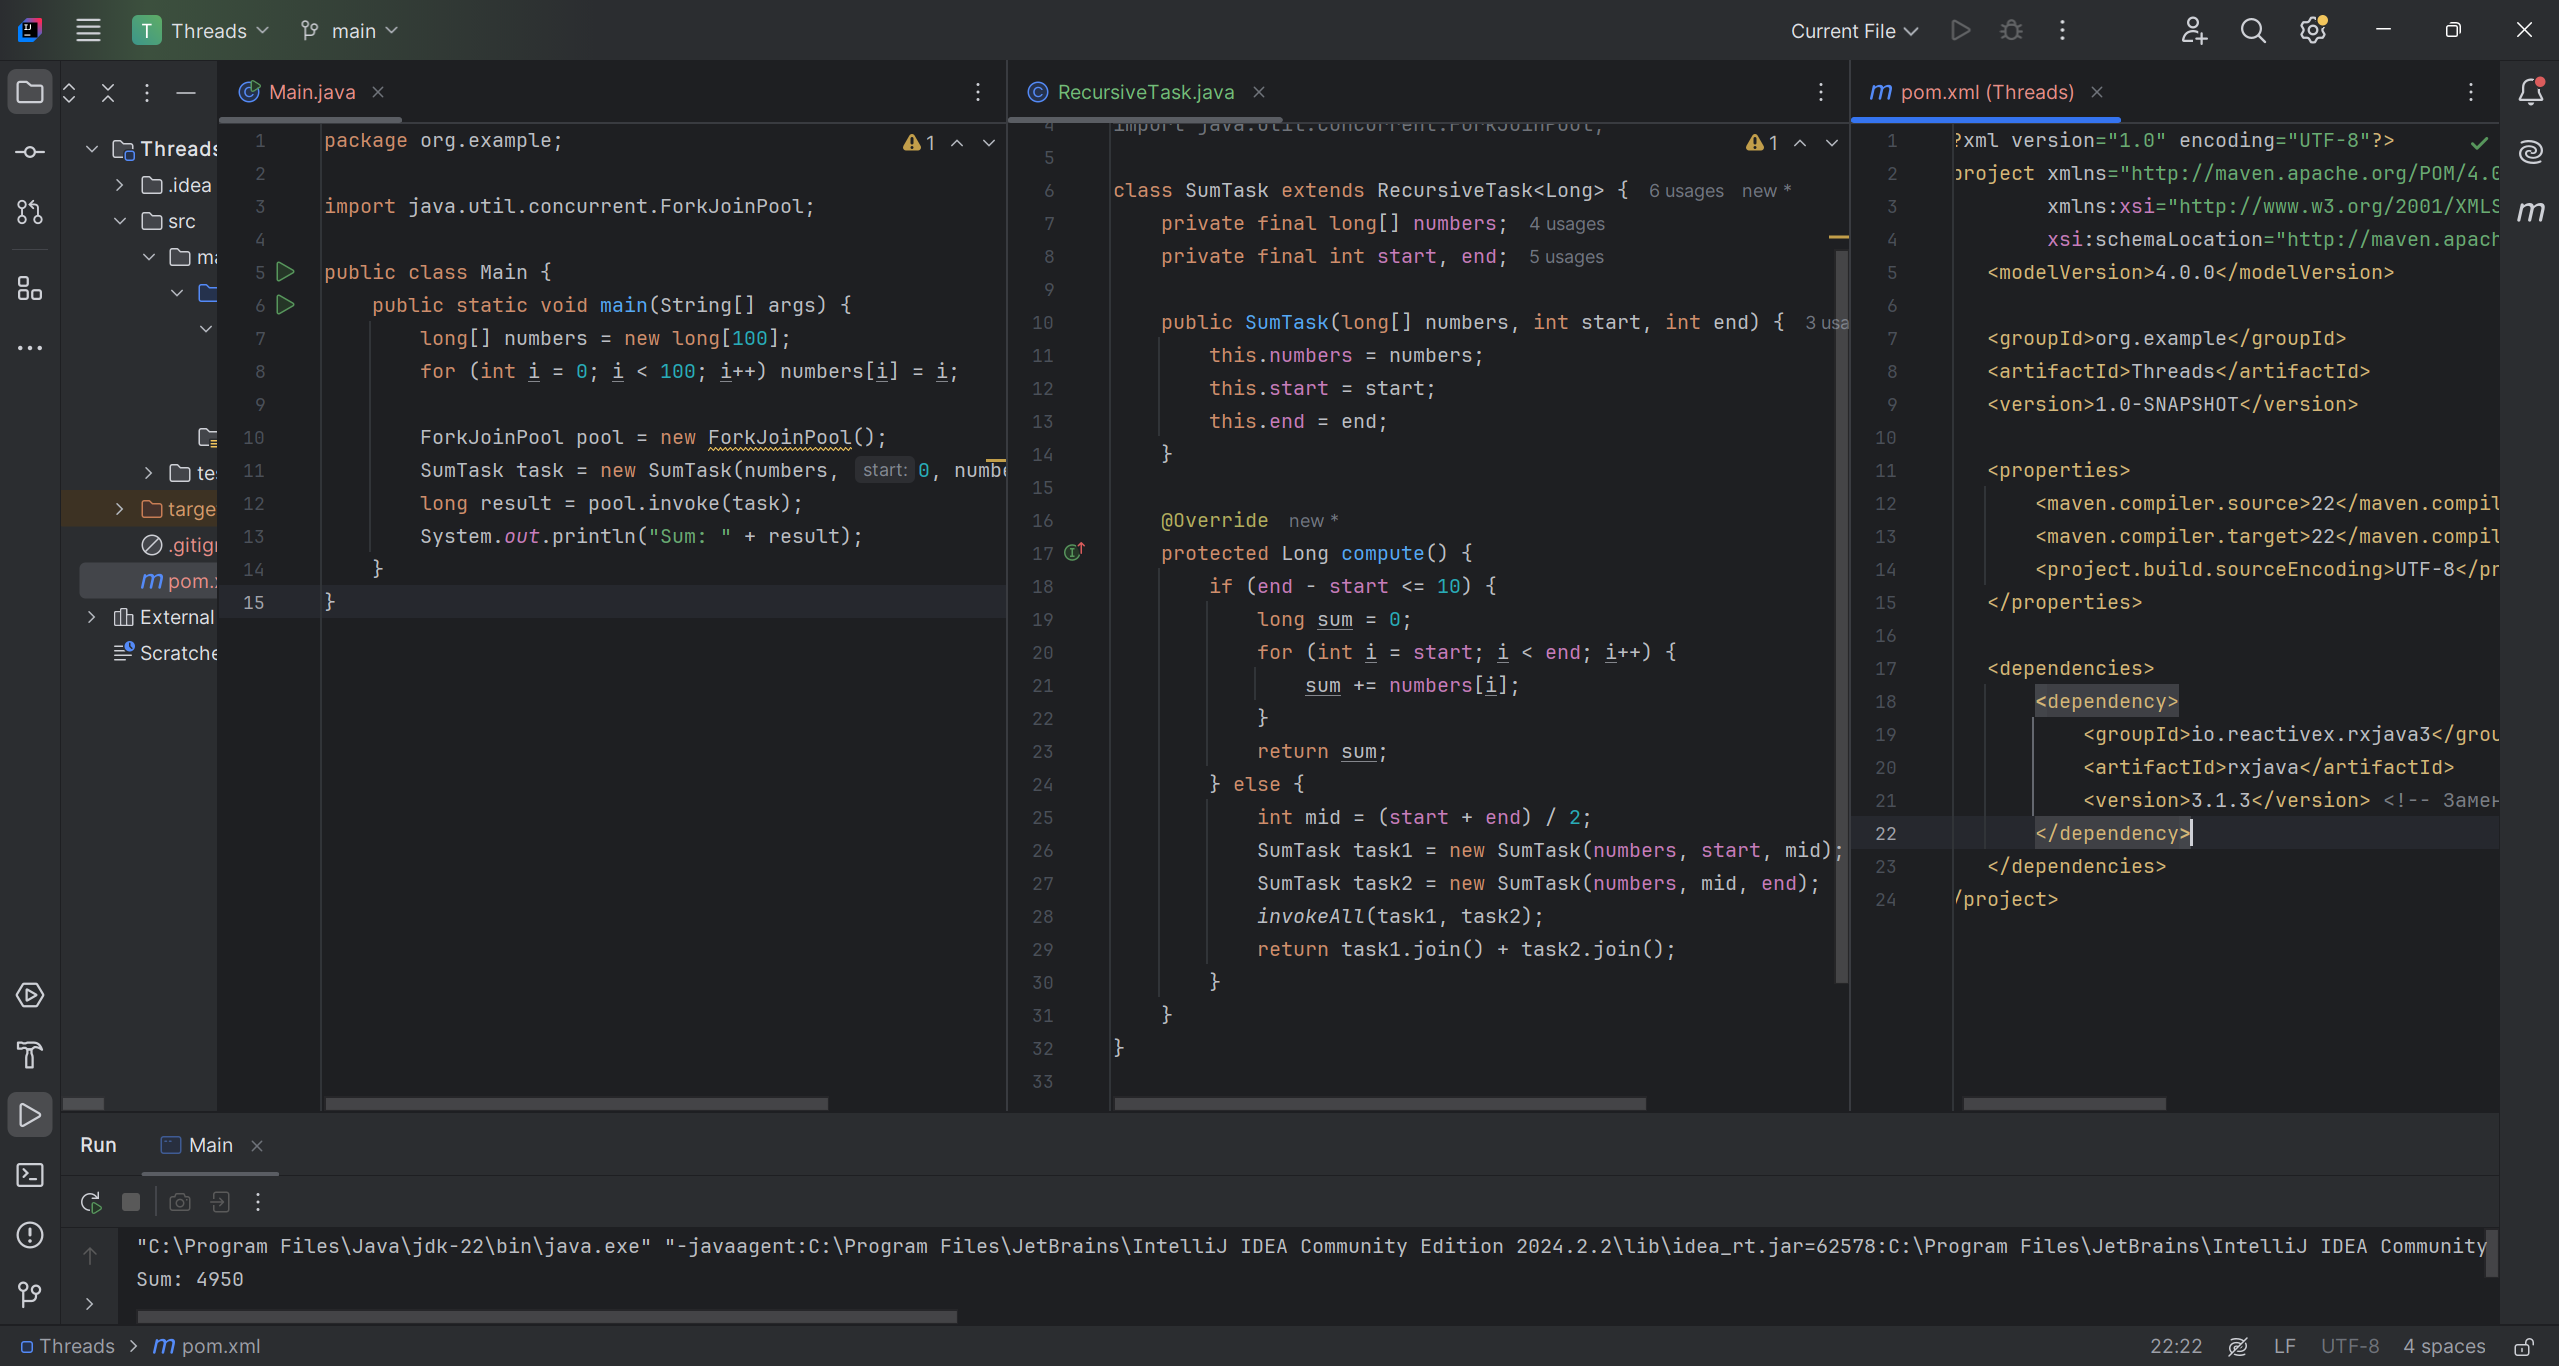 T Threads main Current File
Threads
.idea
src
targe
.gitig
pom.
External
Scratche
Main.java
1 package org.example;
2
3 import java.util.concurrent.ForkJoinPool;
4
5 public class Main {
6 public static void main(String[] args) {
7 long[] numbers = new long[100];
8 for (int i = 0; i < 100; i++) numbers[i] = i;
9
10 ForkJoinPool pool = new ForkJoinPool();
11 SumTask task = new SumTask(numbers, start: 0, numbe
12 long result = pool.invoke(task);
13 System.out.println("Sum: " + result);
14 }
15 }
1
RecursiveTask.java
4 import java.util.concurrent.ForkJoinPool;
5
6 class SumTask extends RecursiveTask<Long> { 6 usages new *
7 private final long[] numbers; 4 usages
8 private final int start, end; 5 usages
9
10 public SumTask(long[] numbers, int start, int end) { 3 usa
11 this.numbers = numbers;
12 this.start = start;
13 this.end = end;
14 }
15
16 @Override new *
17 protected Long compute() {
18 if (end - start <= 10) {
19 long sum = 0;
20 for (int i = start; i < end; i++) {
21 sum += numbers[i];
22 }
23 return sum;
24 } else {
25 int mid = (start + end) / 2;
26 SumTask task1 = new SumTask(numbers, start, mid);
27 SumTask task2 = new SumTask(numbers, mid, end);
28 invokeAll(task1, task2);
29 return task1.join() + task2.join();
30 }
31 }
32 }
33
1
pom.xml (Threads)
1 ?xml version="1.0" encoding="UTF-8"?>
2 project xmlns="http://maven.apache.org/POM/4.0
3 xmlns:xsi="http://www.w3.org/2001/XMLS
4 xsi:schemaLocation="http://maven.apach
5 <modelVersion>4.0.0</modelVersion>
6
7 <groupId>org.example</groupId>
8 <artifactId>Threads</artifactId>
9 <version>1.0-SNAPSHOT</version>
10
11 <properties>
12 <maven.compiler.source>22</maven.compil
13 <maven.compiler.target>22</maven.compil
14 <project.build.sourceEncoding>UTF-8</pr
15 </properties>
16
17 <dependencies>
18 <dependency>
19 <groupId>io.reactivex.rxjava3</grou
20 <artifactId>rxjava</artifactId>
21 <version>3.1.3</version> <!-- Замен
22 </dependency>
23 </dependencies>
24 /project>
Run Main
"C:\Program Files\Java\jdk-22\bin\java.exe" "-javaagent:C:\Program Files\JetBrains\IntelliJ IDEA Community Edition 2024.2.2\lib\idea_rt.jar=62578:C:\Program Files\JetBrains\IntelliJ IDEA Community
Sum: 4950
Threads > pom.xml 22:22 LF UTF-8 4 spaces